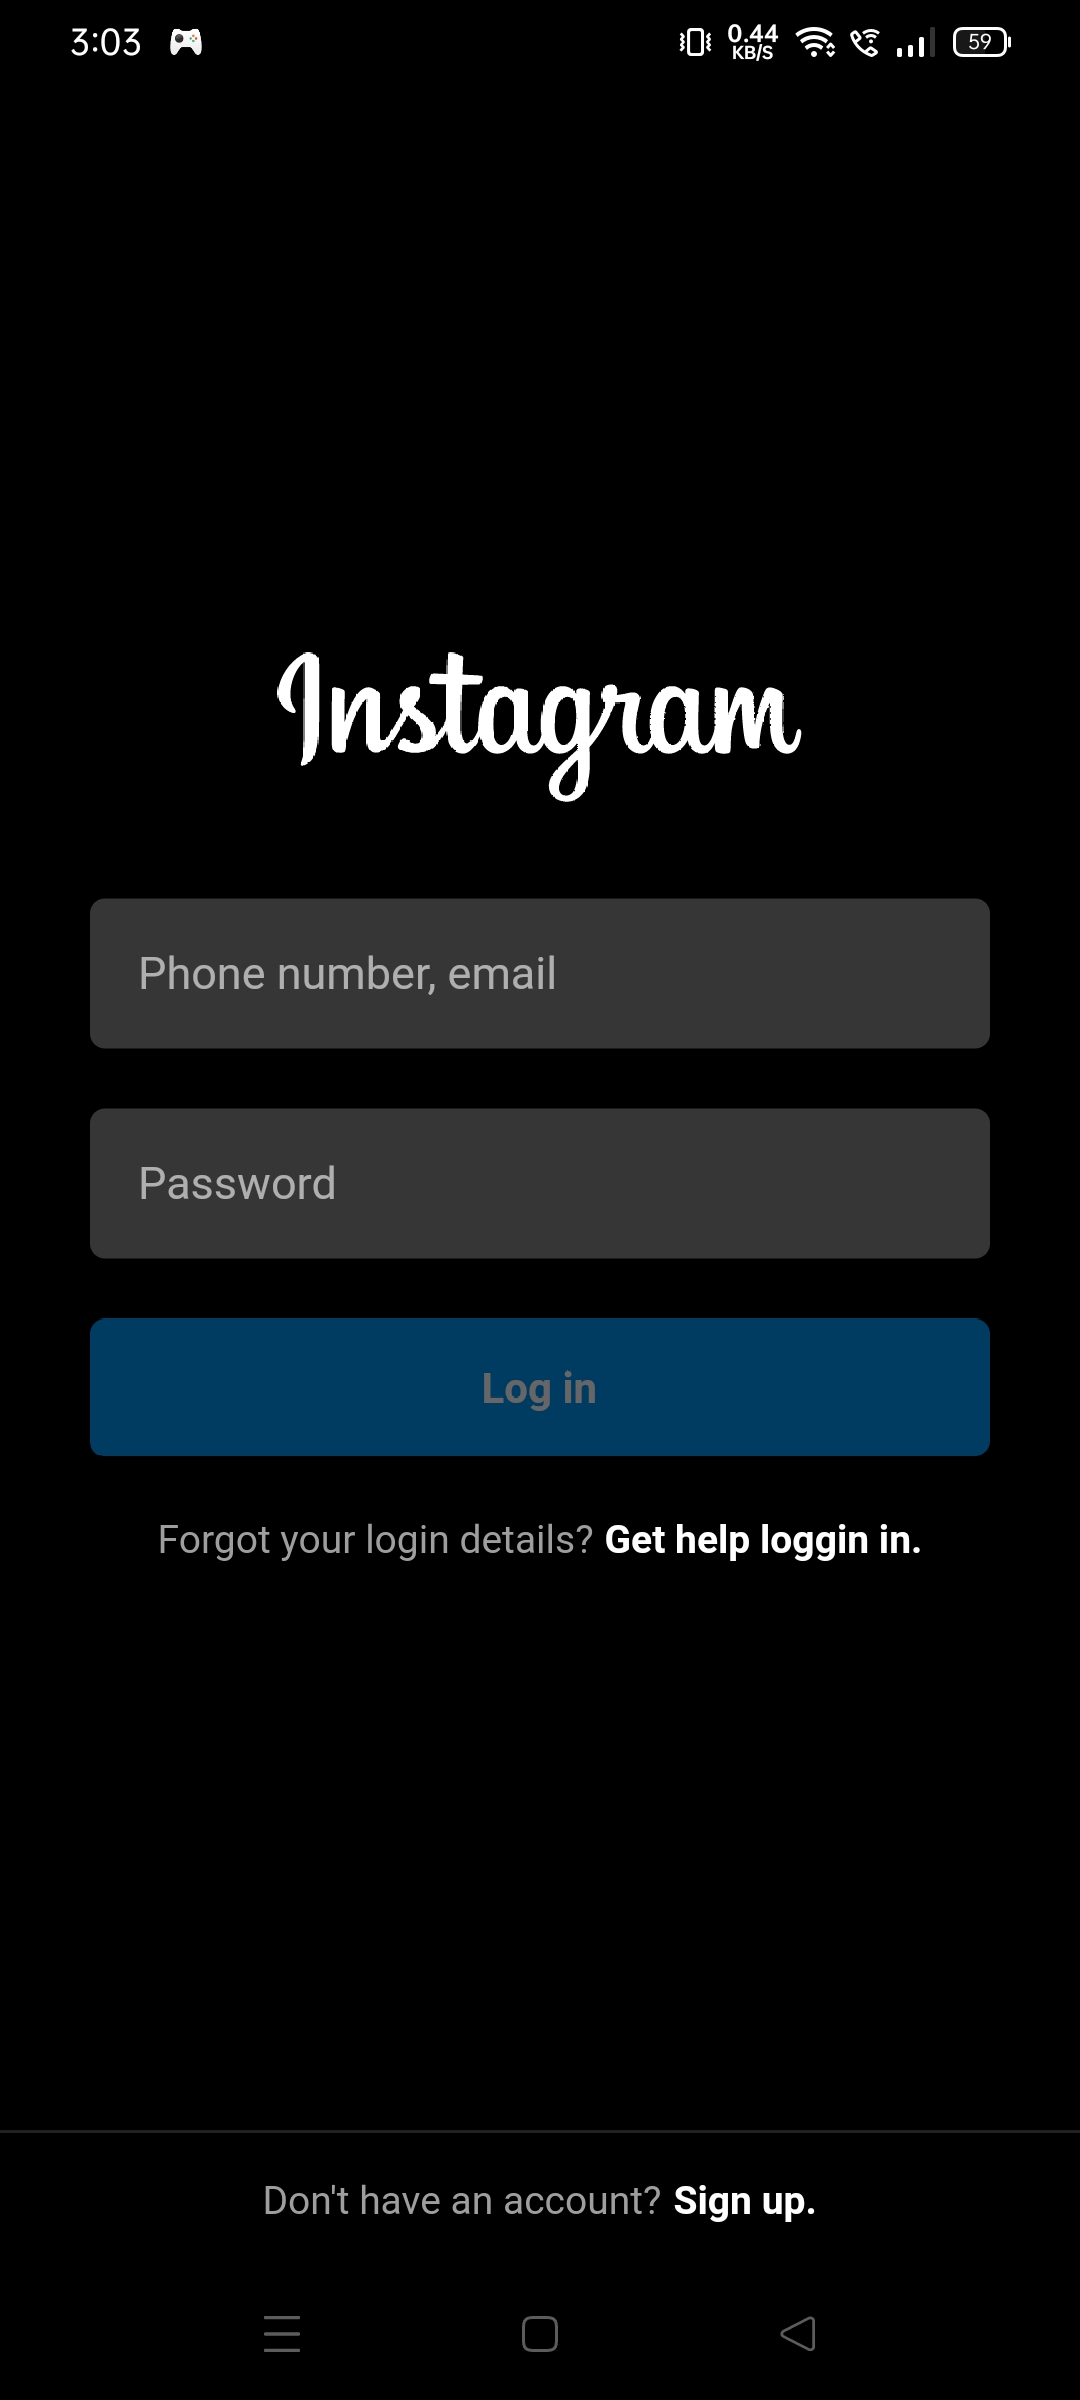 3:03 0.44 KB/S 59
Instagram
Phone number, email
Password
Log in
Forgot your login details? Get help loggin in.
Don't have an account? Sign up.